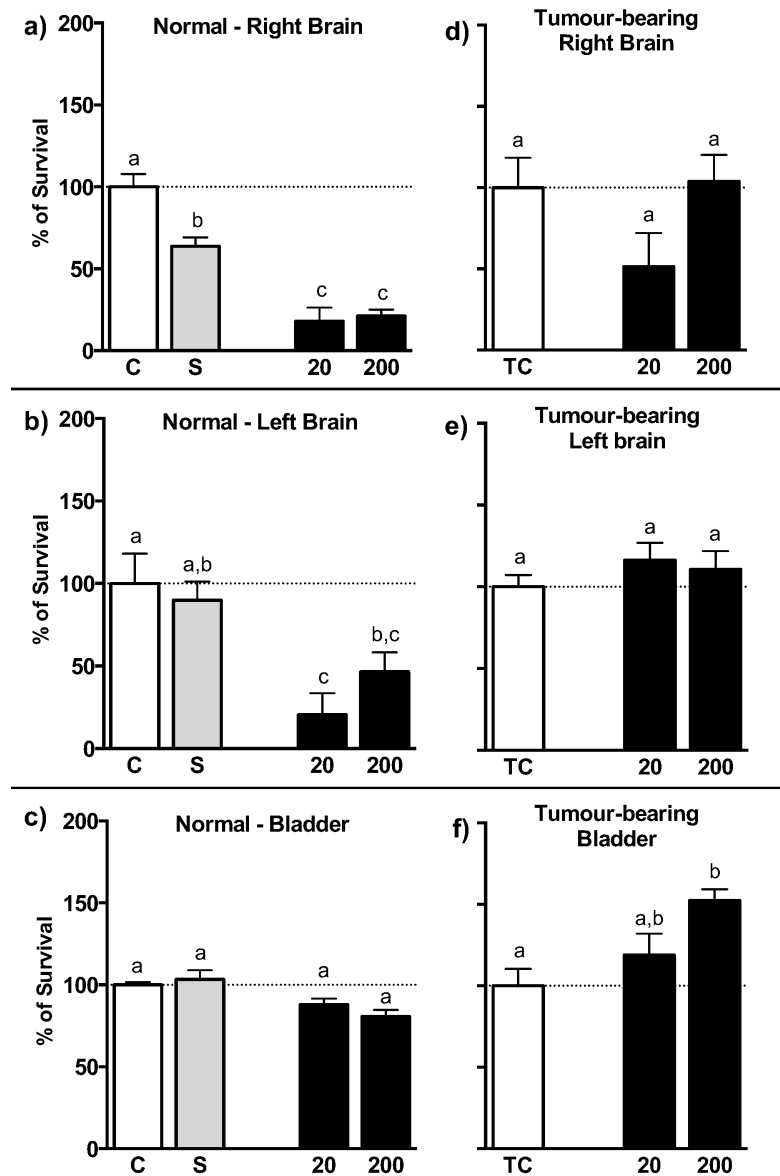 a)
Normal - Right Brain
% of Survival
200
150
100
50
0
a
b
c
c
C S 20 200
d)
Tumour-bearing
Right Brain
a
a
a
TC 20 200
b)
Normal - Left Brain
% of Survival
200
150
100
50
0
a
a,b
c
b,c
C S 20 200
e)
Tumour-bearing
Left brain
a
a
a
TC 20 200
c)
Normal - Bladder
% of Survival
200
150
100
50
0
a
a
a
a
C S 20 200
f)
Tumour-bearing
Bladder
a
a,b
b
TC 20 200